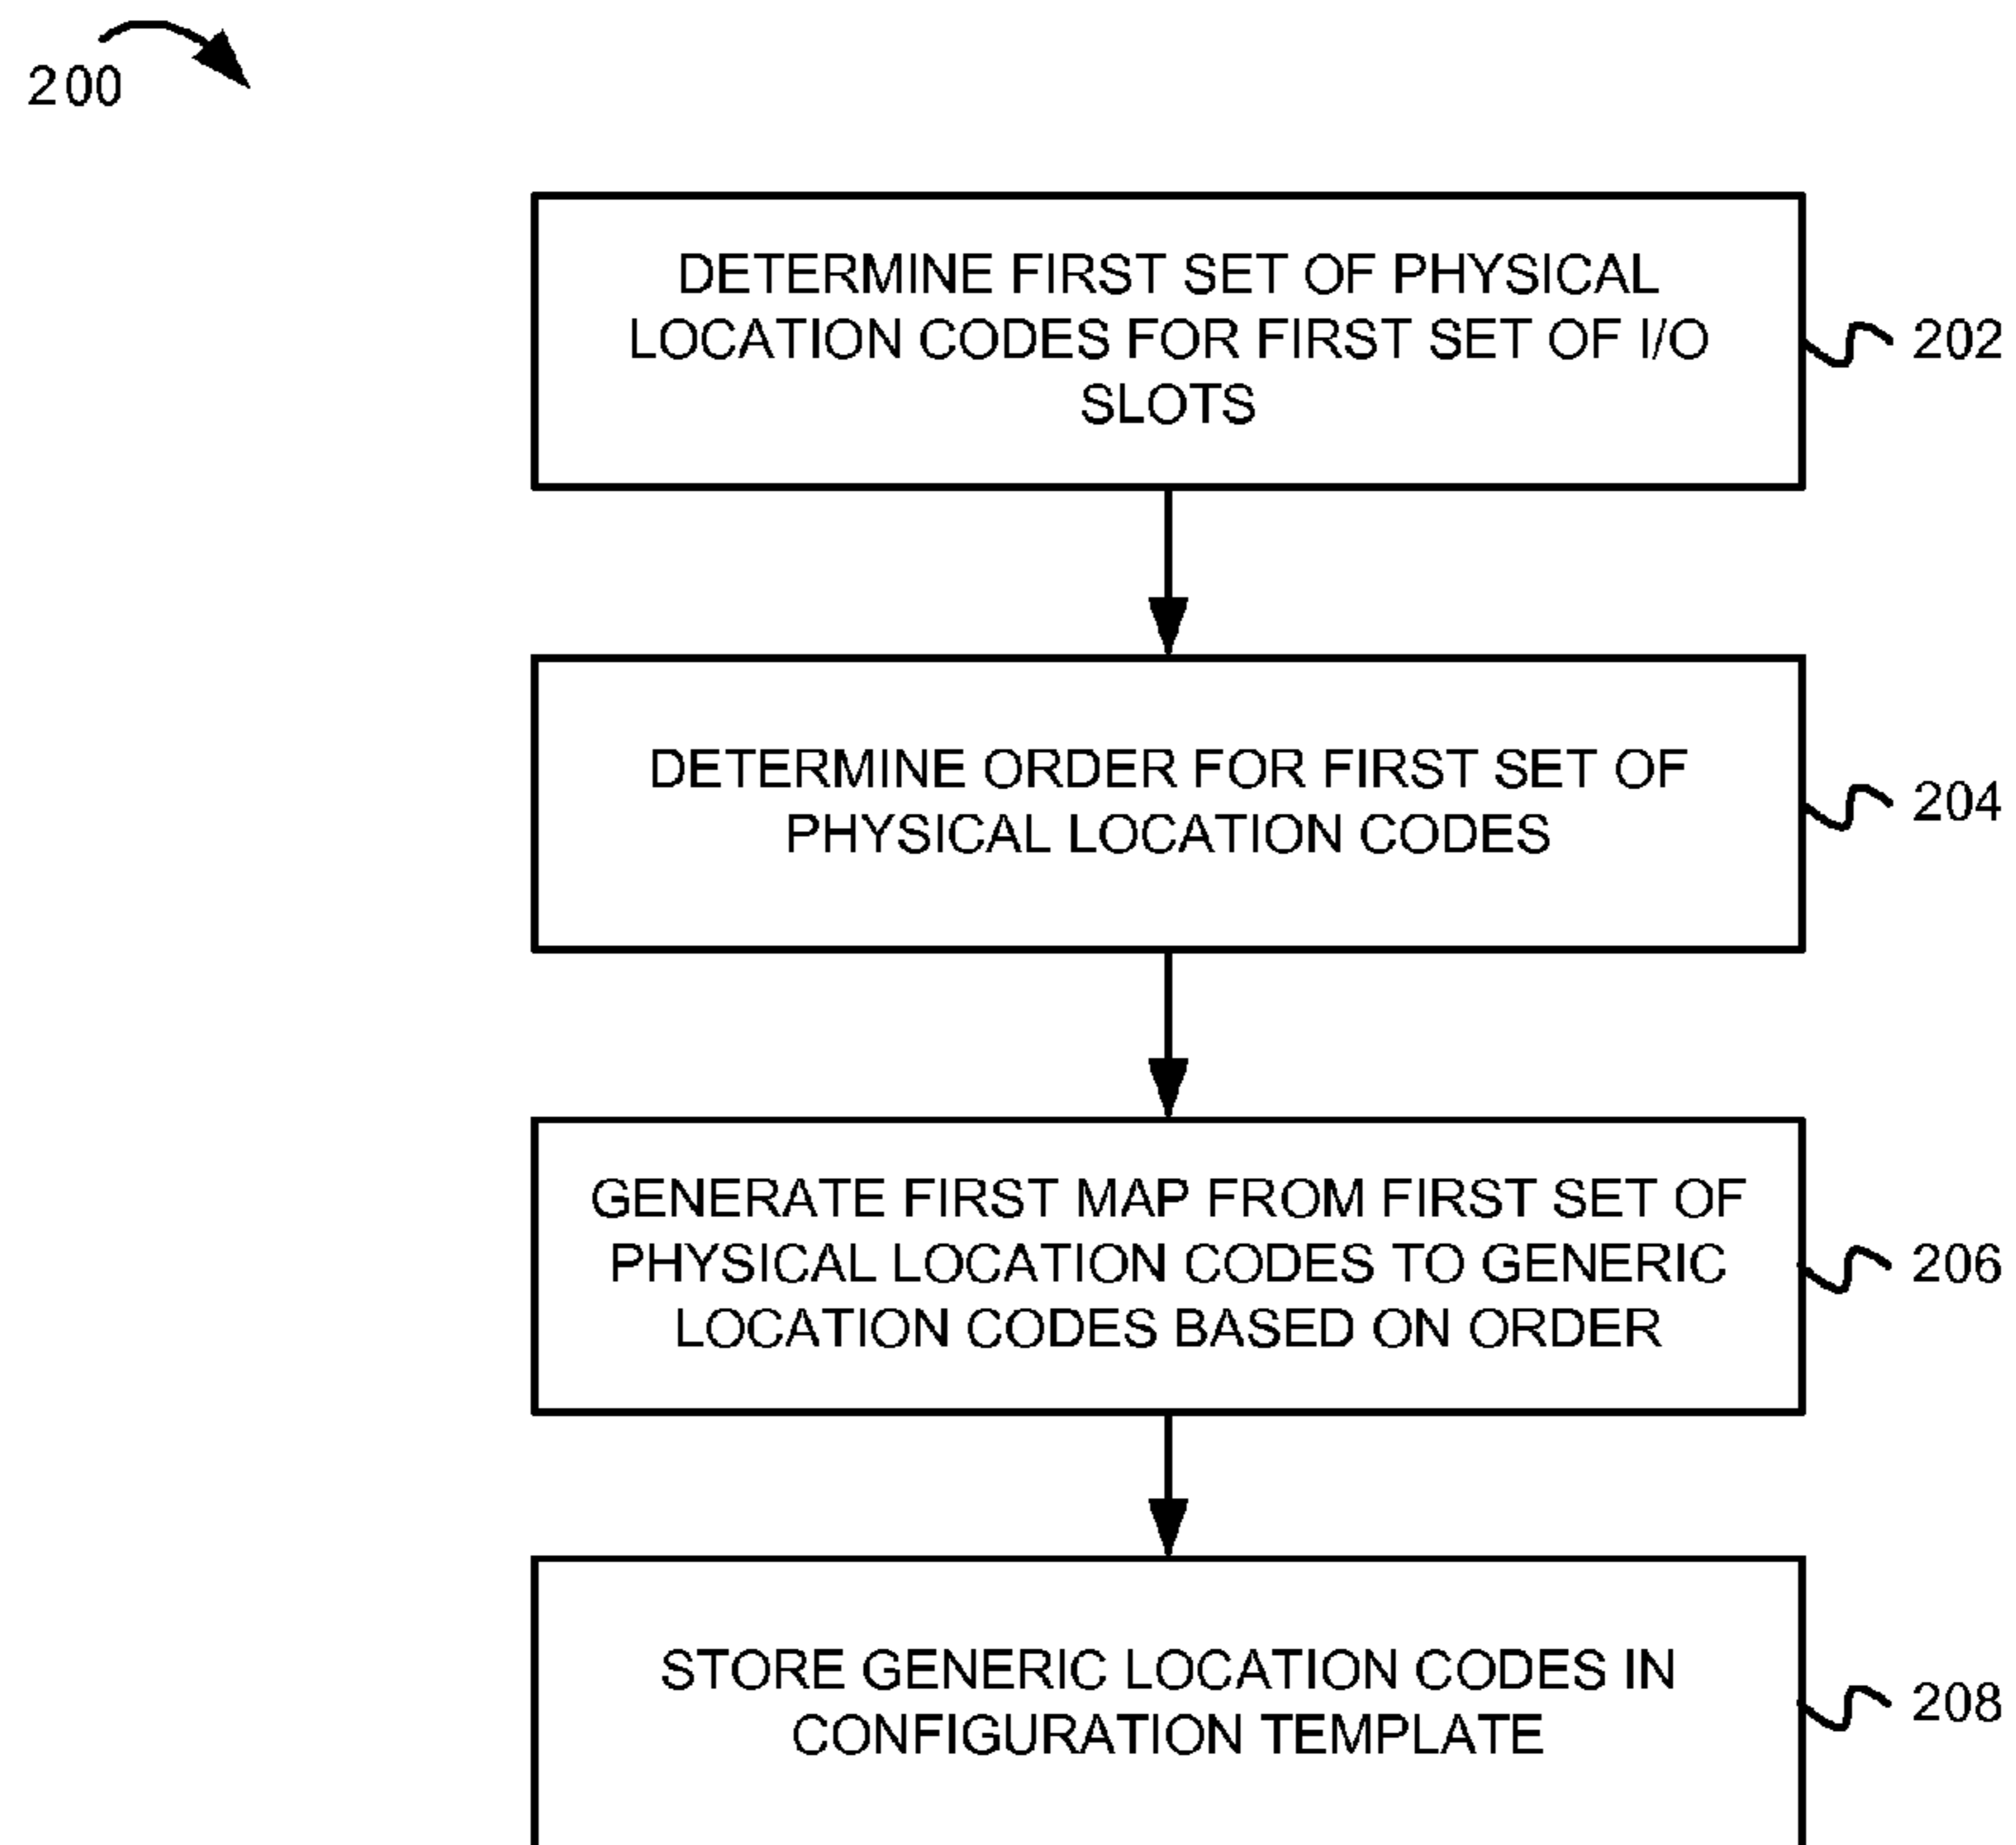 200
DETERMINE FIRST SET OF PHYSICAL
LOCATION CODES FOR FIRST SET OF I/O
SLOTS
202
DETERMINE ORDER FOR FIRST SET OF
PHYSICAL LOCATION CODES
204
GENERATE FIRST MAP FROM FIRST SET OF
PHYSICAL LOCATION CODES TO GENERIC
LOCATION CODES BASED ON ORDER
206
STORE GENERIC LOCATION CODES IN
CONFIGURATION TEMPLATE
208